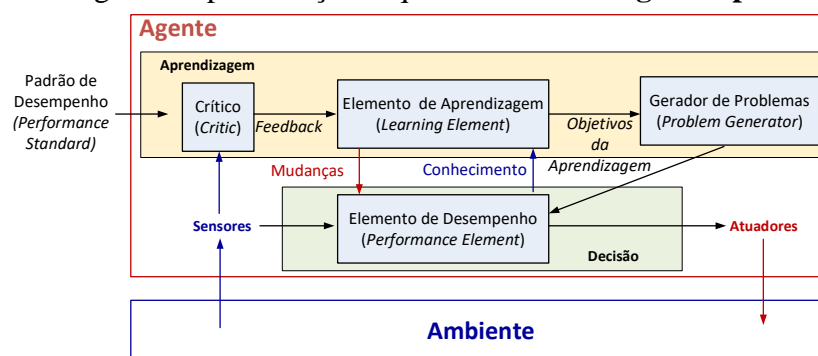 Agente
Aprendizagem
Padrão de
Desempenho
(Performance
Standard)
Crítico
(Critic)
Feedback
Elemento de Aprendizagem
(Learning Element)
Objetivos
da
Aprendizagem
Gerador de Problemas
(Problem Generator)
Mudanças
Conhecimento
Sensores
Elemento de Desempenho
(Performance Element)
Decisão
Atuadores
Ambiente